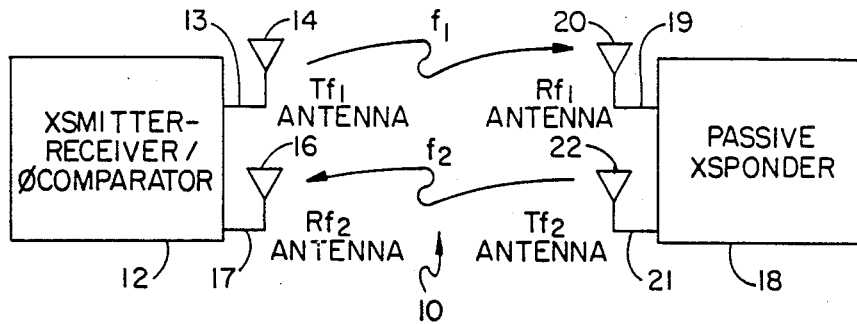 13 14 f1 20 19
XSMITTER-
RECEIVER/
ØCOMPARATOR
Tf1
ANTENNA
16
Rf1
ANTENNA
22
PASSIVE
XSPONDER
f2
Rf2
ANTENNA
Tf2
ANTENNA
12 17 10 21 18